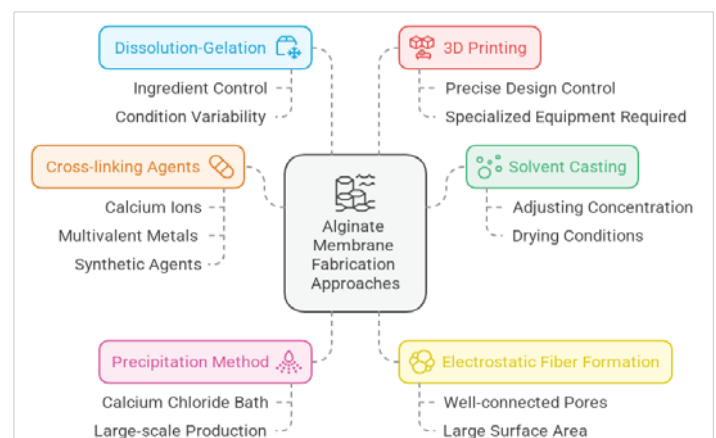 Dissolution-Gelation
Ingredient Control
Condition Variability
3D Printing
Precise Design Control
Specialized Equipment Required
Cross-linking Agents
Calcium Ions
Multivalent Metals
Synthetic Agents
Alginate
Membrane
Fabrication
Approaches
Solvent Casting
Adjusting Concentration
Drying Conditions
Precipitation Method
Calcium Chloride Bath
Large-scale Production
Electrostatic Fiber Formation
Well-connected Pores
Large Surface Area